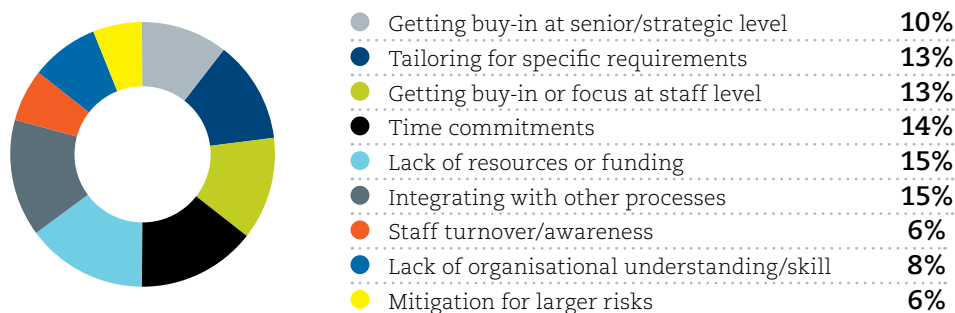 Getting buy-in at senior/strategic level 10%
Tailoring for specific requirements 13%
Getting buy-in or focus at staff level 13%
Time commitments 14%
Lack of resources or funding 15%
Integrating with other processes 15%
Staff turnover/awareness 6%
Lack of organisational understanding/skill 8%
Mitigation for larger risks 6%